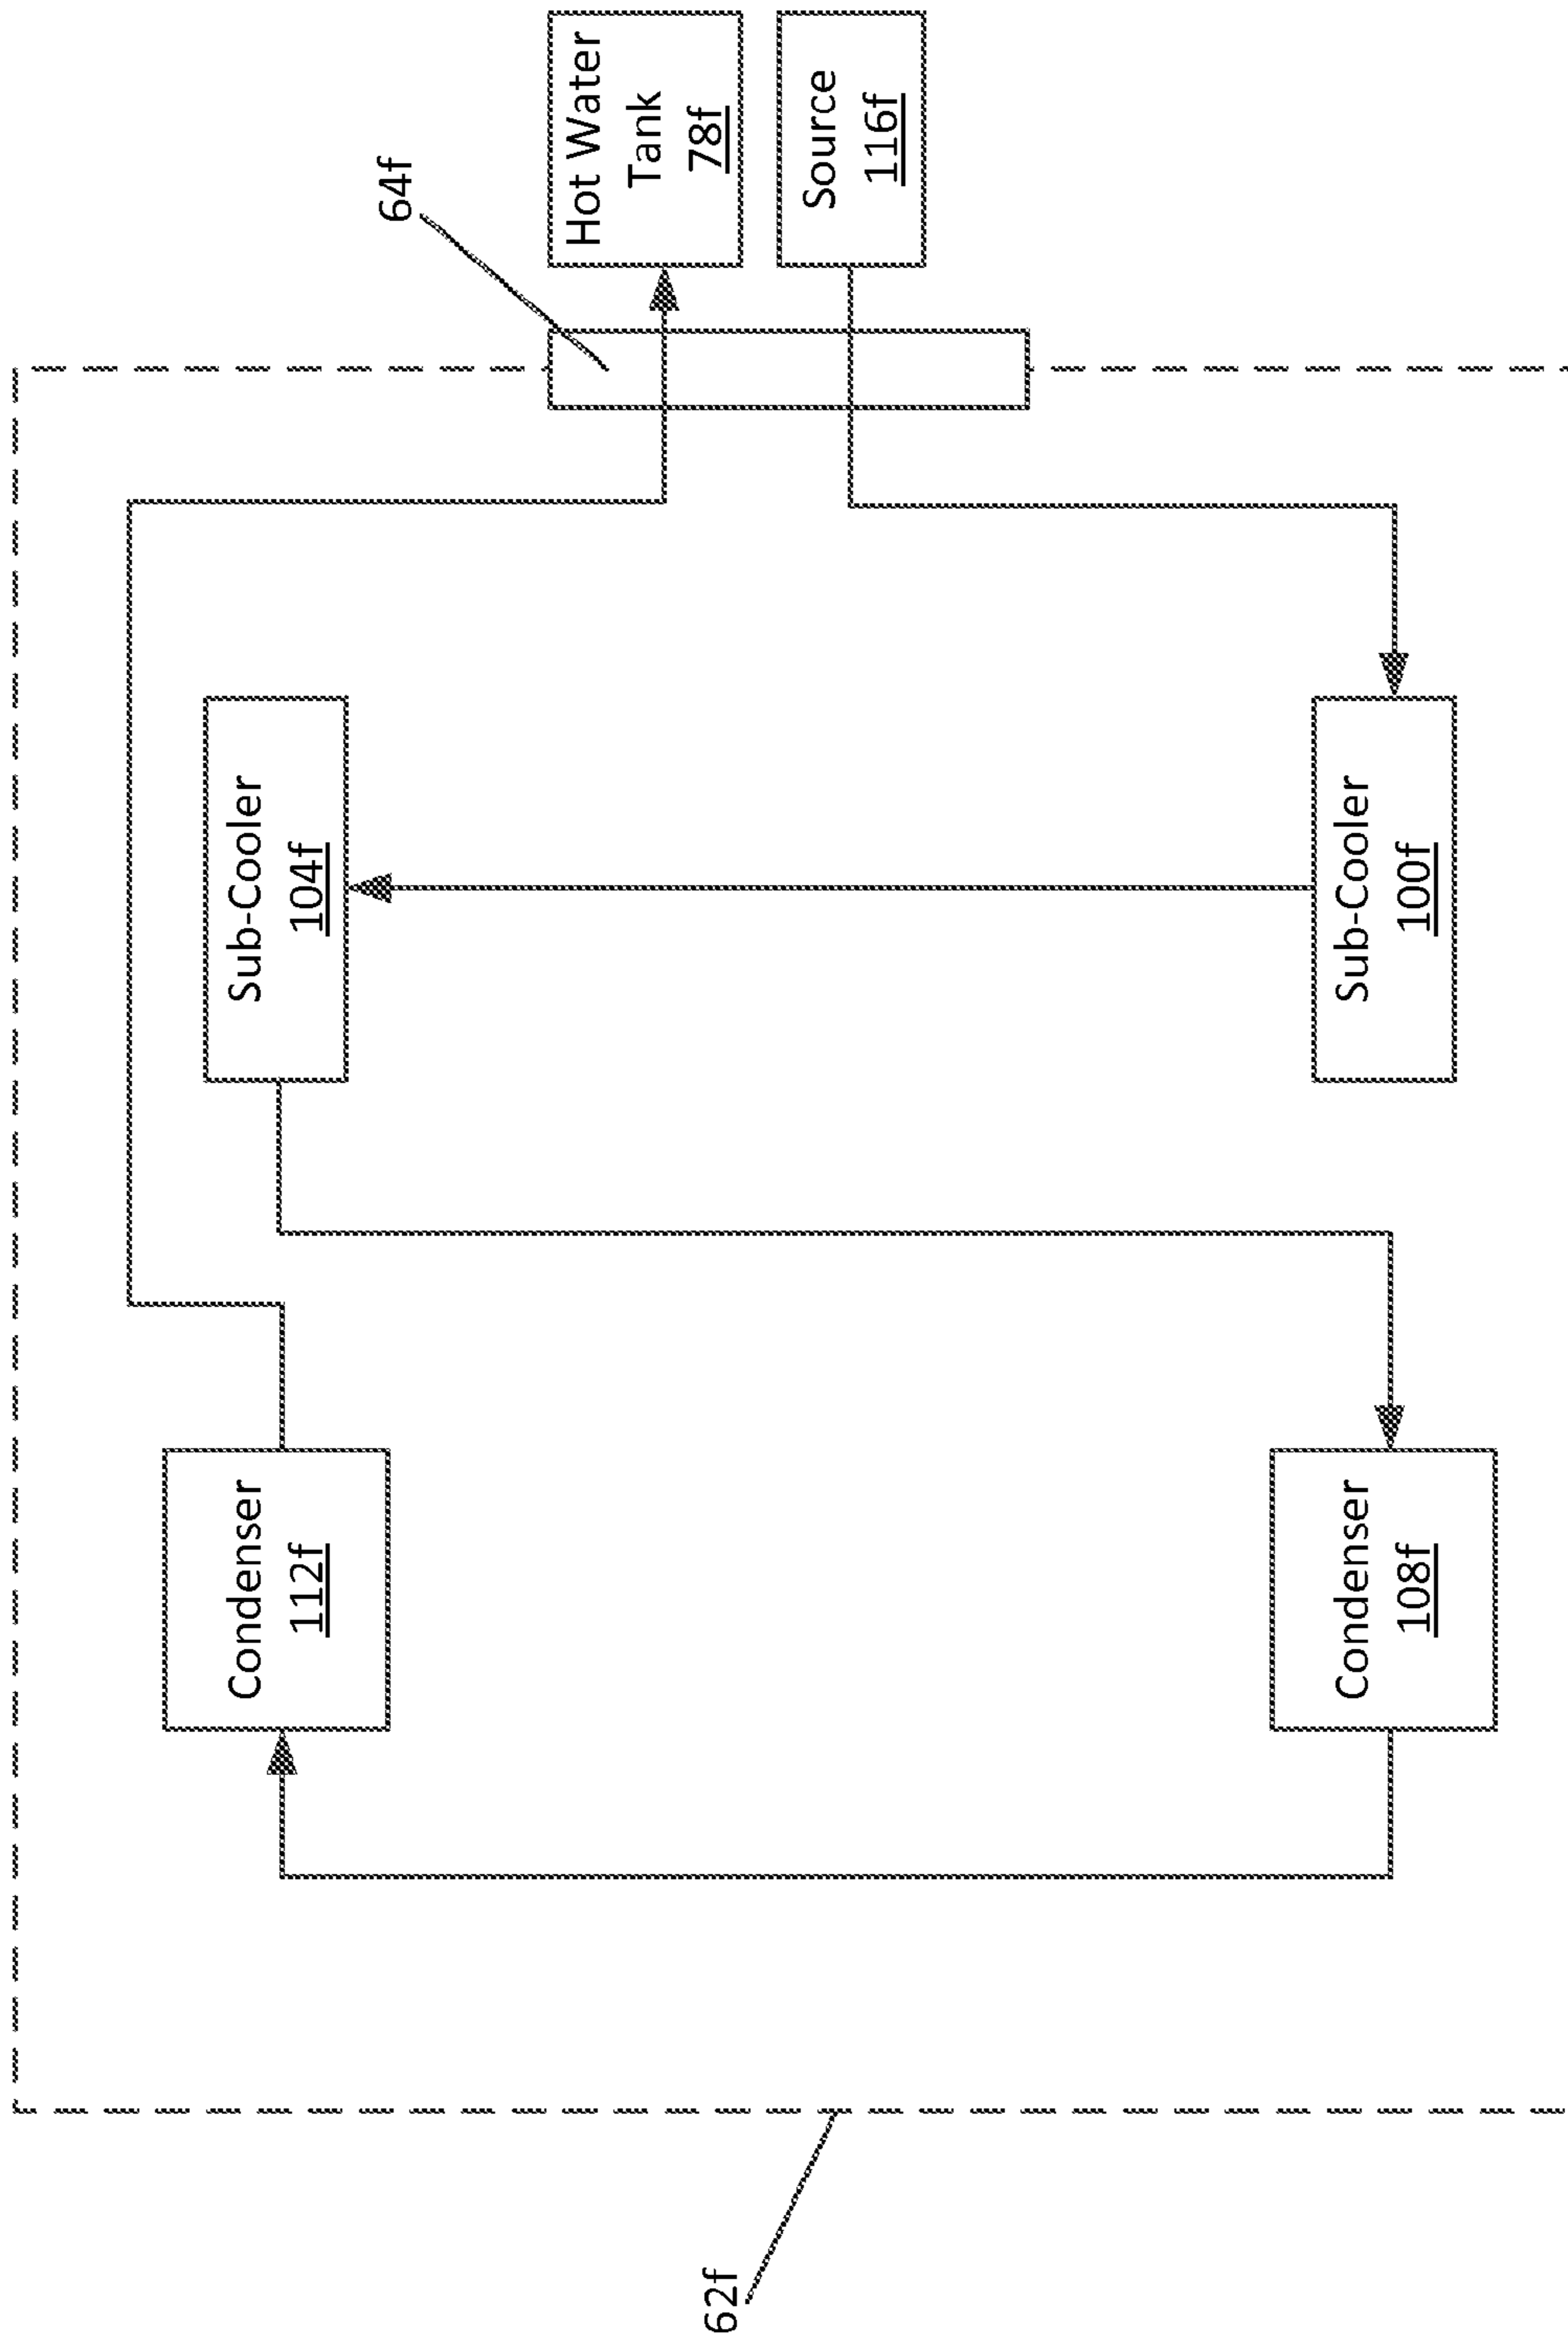 62f
Condenser
112f
Sub-Cooler
104f
64f
Hot Water
Tank
78f
Source
116f
Condenser
108f
Sub-Cooler
100f